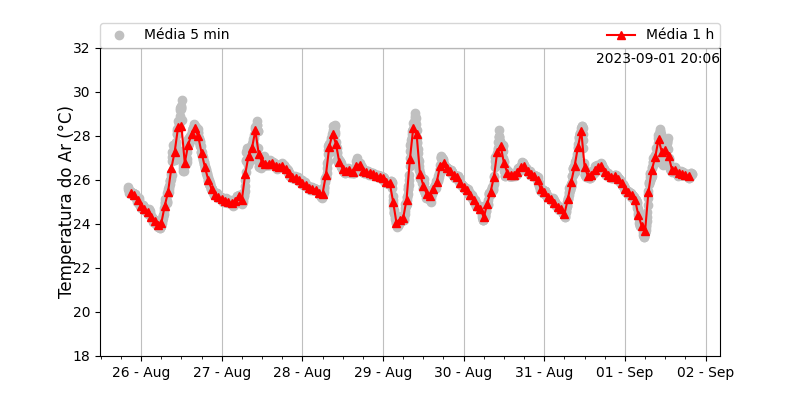 Média 5 min
Média 1 h
2023-09-01 20:06
Temperatura do Ar (°C)
32
30
28
26
24
22
20
18
26 - Aug
27 - Aug
28 - Aug
29 - Aug
30 - Aug
31 - Aug
01 - Sep
02 - Sep